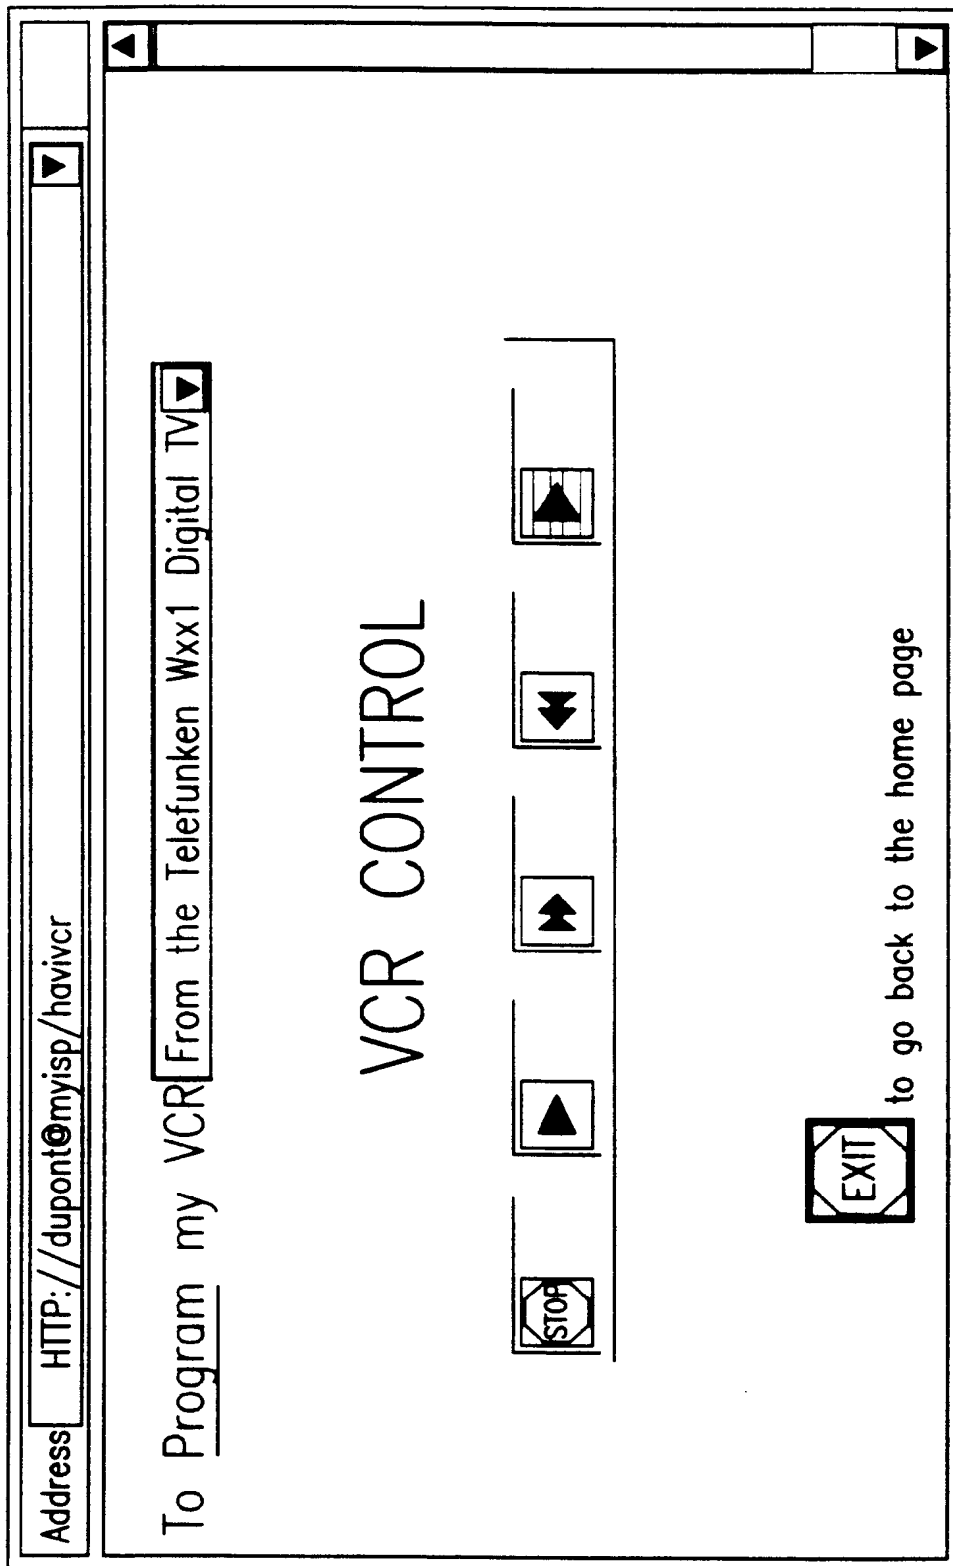 Address HTTP://dupont@myisp/havivcr
To Program my VCR From the Telefunken Wxx1 Digital TV
VCR CONTROL
STOP
EXIT to go back to the home page